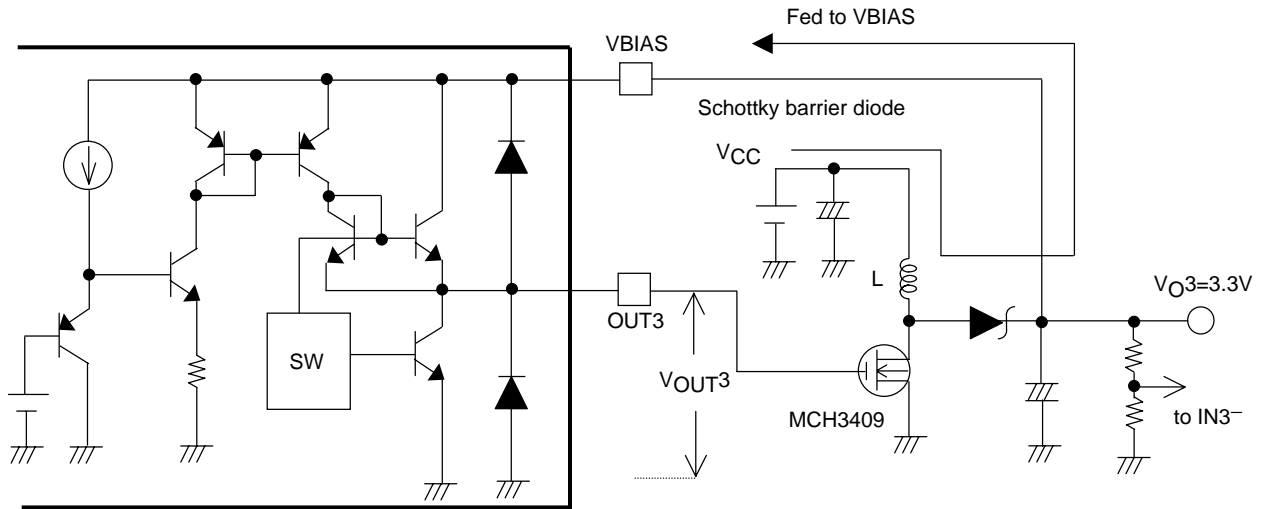 Fed to VBIAS
VBIAS
Schottky barrier diode
VCC
L
VO3=3.3V
OUT3
SW
VOUT3
MCH3409
to IN3–